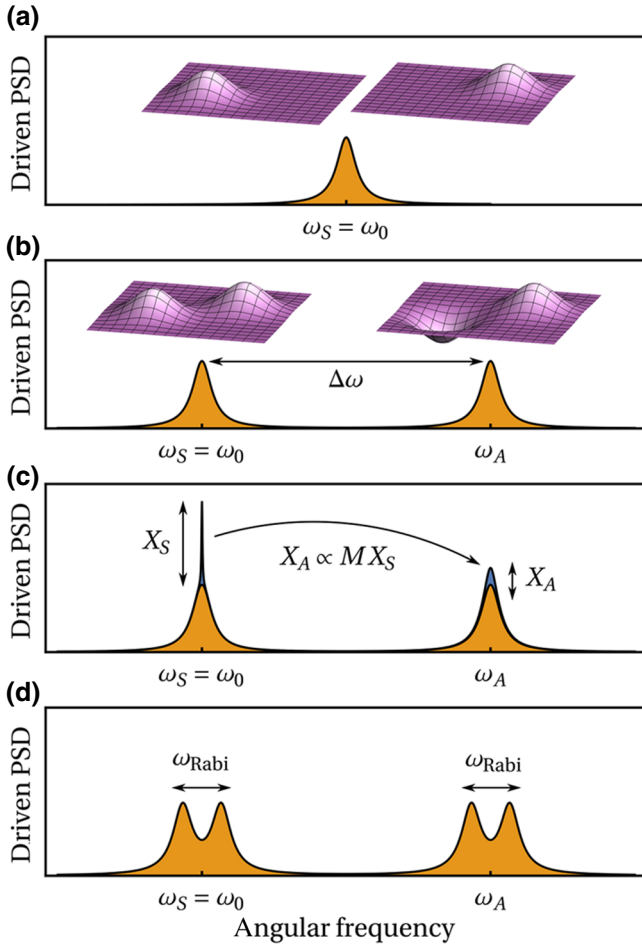 (a)
Driven PSD
ω_S = ω_0
(b)
Driven PSD
Δω
ω_S = ω_0
ω_A
(c)
Driven PSD
X_S
X_A ∝ M X_S
X_A
ω_S = ω_0
ω_A
(d)
Driven PSD
ω_Rabi
ω_Rabi
ω_S = ω_0
ω_A
Angular frequency